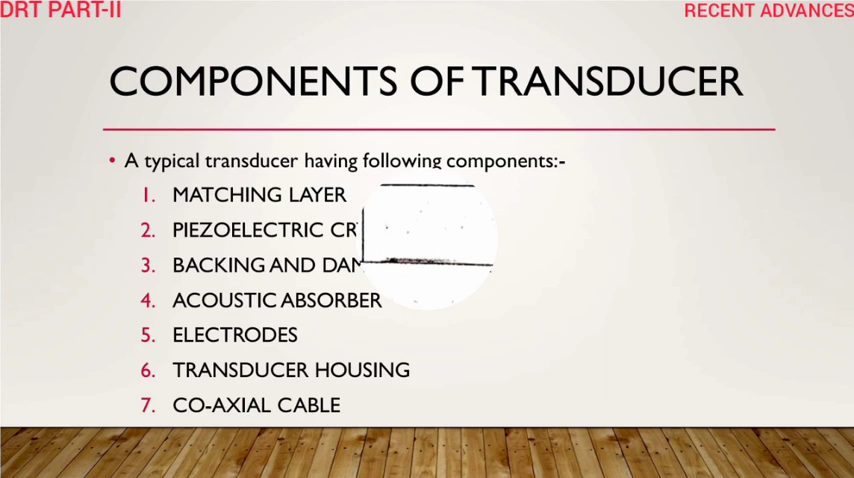 DRT PART-II
RECENT ADVANCES
COMPONENTS OF TRANSDUCER
• A typical transducer having following components:-
1. MATCHING LAYER
2. PIEZOELECTRIC
3. BACKING AND
4. ACOUSTIC ABSORBER
5. ELECTRODES
6. TRANSDUCER HOUSING
7. CO-AXIAL CABLE